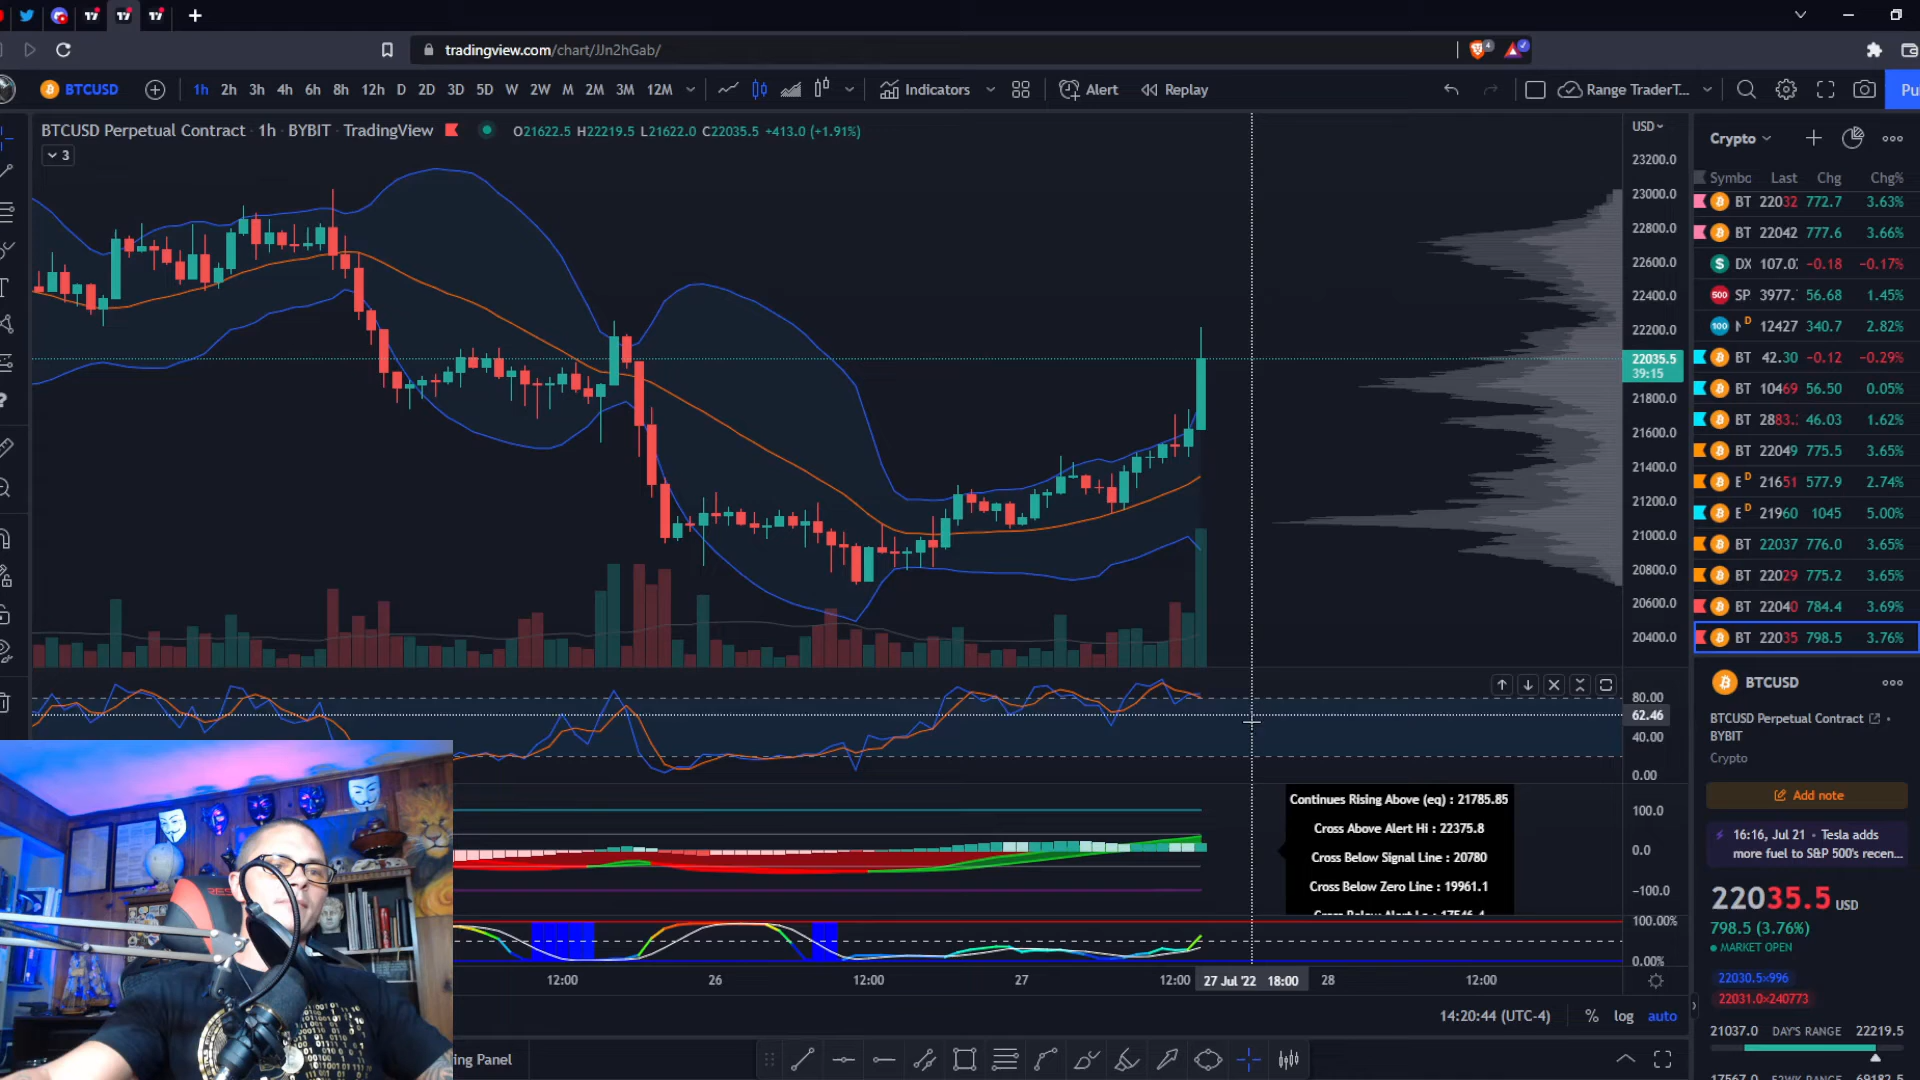 tradingview.com/chart/JJn2hGab/
4
BTCUSD
1h 2h 3h 4h 6h 8h 12h D 2D 3D 5D W 2W M 2M 3M 12M
Indicators
Alert
Replay
Range TraderT...
Pu
BTCUSD Perpetual Contract · 1h · BYBIT · TradingView
O21622.5 H22219.5 L21622.0 C22035.5 +413.0 (+1.91%)
3
USD
23200.0
23000.0
22800.0
22600.0
22400.0
22200.0
22035.5
39:15
21800.0
21600.0
21400.0
21200.0
21000.0
20800.0
20600.0
20400.0
80.00
62.46
40.00
0.00
100.0
0.0
−100.0
100.00%
0.00%
Continues Rising Above (eq) : 21785.85
Cross Above Alert Hi : 22375.8
Cross Below Signal Line : 20780
Cross Below Zero Line : 19961.1
12:00 26 12:00 27 12:00 27 Jul '22 18:00 28 12:00
14:20:44 (UTC-4)
% log auto
ing Panel
Crypto
Symbo Last Chg Chg%
BT 22032 772.7 3.63%
BT 22042 777.6 3.66%
DX 107.0 -0.18 -0.17%
500 SP 3977. 56.68 1.45%
100 D 12427 340.7 2.82%
BT 42.30 -0.12 -0.29%
BT 10469 56.50 0.05%
BT 2883. 46.03 1.62%
BT 22049 775.5 3.65%
E D 21651 577.9 2.74%
E D 21960 1045 5.00%
BT 22037 776.0 3.65%
BT 22029 775.2 3.65%
BT 22040 784.4 3.69%
BT 22035 798.5 3.76%
BTCUSD
BTCUSD Perpetual Contract
BYBIT
Crypto
Add note
16:16, Jul 21 • Tesla adds
more fuel to S&P 500's recen...
22035.5 USD
798.5 (3.76%)
MARKET OPEN
22030.5×996
22031.0×240773
21037.0 DAY'S RANGE 22219.5